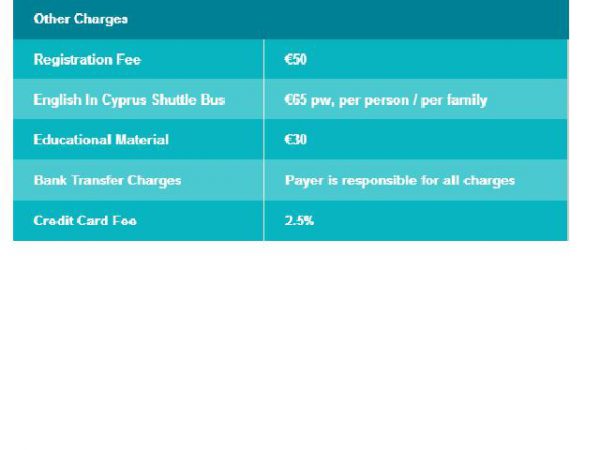 Other Charges
Registration Fee €50
English In Cyprus Shuttle Bus €65 pw, per person / per family
Educational Material €30
Bank Transfer Charges Payer is responsible for all charges
Credit Card Fee 2.5%